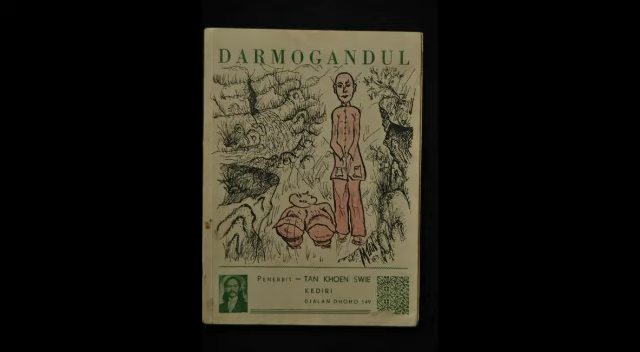 DARMOGANDUL
PENERBIT – TAN KHOEN SWIE
KEDIRI
DJALAN DHOHO 149